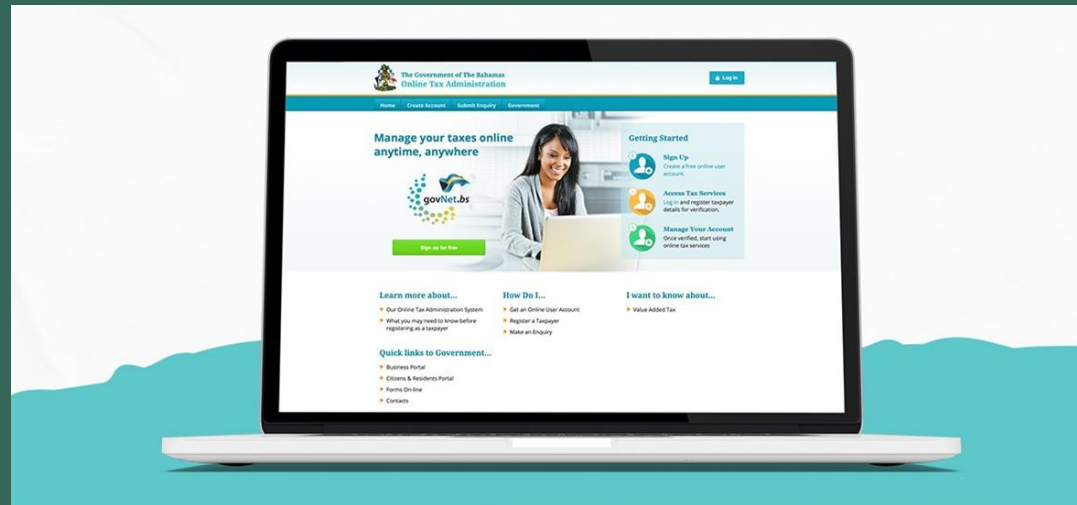 The Government of The Bahamas
Online Tax Administration
Log in
Home
Create Account
Submit Enquiry
Government
Manage your taxes online
anytime, anywhere
govNet.bs
Sign up for free
Getting Started
Sign Up
Create a free online user
account.
Access Tax Services
Log in and register taxpayer
details for verification.
Manage Your Account
Once verified, start using
online tax services
Learn more about...
Our Online Tax Administration System
What you may need to know before
registering as a taxpayer
How Do I...
Get an Online User Account
Register a Taxpayer
Make an Enquiry
I want to know about...
Value Added Tax
Quick links to Government...
Business Portal
Citizens & Residents Portal
Forms On-line
Contacts